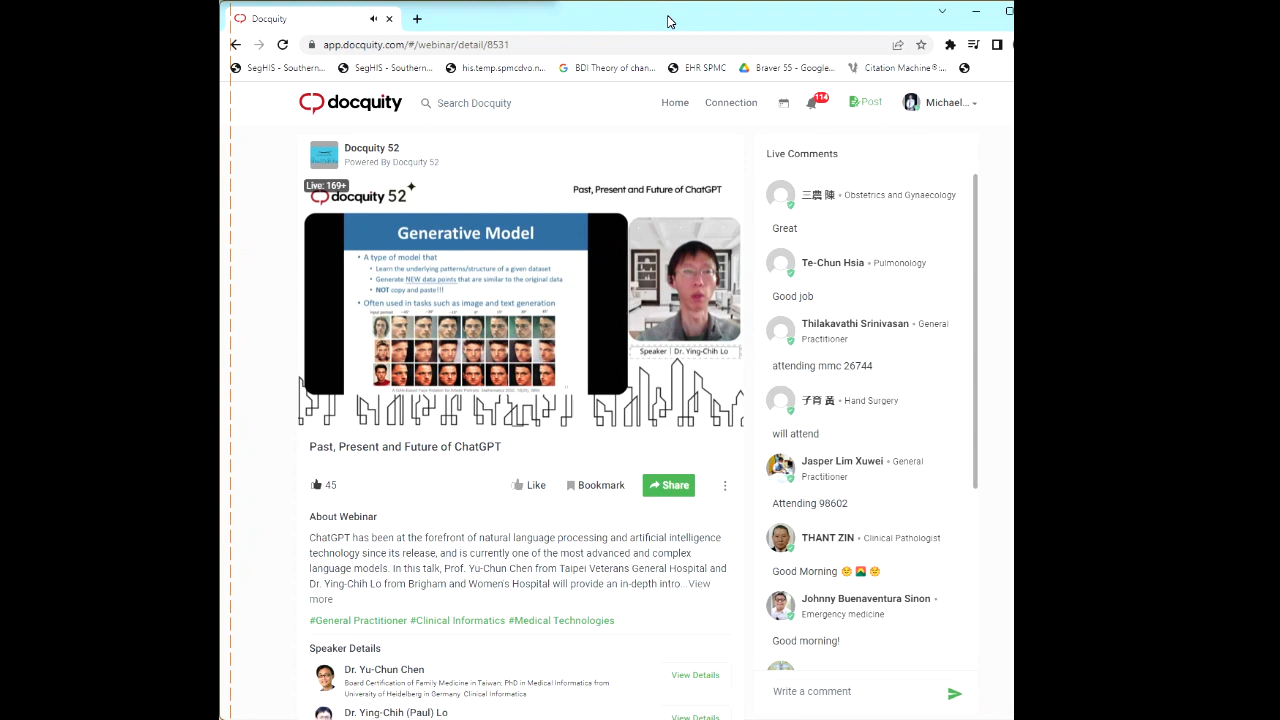 Docquity
app.docquity.com/#/webinar/detail/8531
SegHIS - Southern...
SegHIS - Southern...
his.temp.spmcdvo.n...
BDI Theory of chan...
EHR SPMC
Braver 55 - Google...
Citation Machine®:...
docquity
Search Docquity
Home
Connection
114
Post
Michael...
Docquity 52
Powered By Docquity 52
Live: 169+
docquity 52
Past, Present and Future of ChatGPT
Generative Model
• A type of model that
• Learn the underlying patterns/structure of a given dataset
• Generate NEW data points that are similar to the original data
• NOT copy and paste!!!
• Often used in tasks such as image and text generation
Speaker | Dr. Ying-Chih Lo
Past, Present and Future of ChatGPT
45
Like
Bookmark
Share
About Webinar
ChatGPT has been at the forefront of natural language processing and artificial intelligence
technology since its release, and is currently one of the most advanced and complex
language models. In this talk, Prof. Yu-Chun Chen from Taipei Veterans General Hospital and
Dr. Ying-Chih Lo from Brigham and Women's Hospital will provide an in-depth intro...View
more
#General Practitioner #Clinical Informatics #Medical Technologies
Speaker Details
Dr. Yu-Chun Chen
Board Certification of Family Medicine in Taiwan; PhD in Medical Informatics from
University of Heidelberg in Germany Clinical Informatics
View Details
Dr. Ying-Chih (Paul) Lo
View Details
Live Comments
三農 陳 • Obstetrics and Gynaecology
Great
Te-Chun Hsia • Pulmonology
Good job
Thilakavathi Srinivasan • General
Practitioner
attending mmc 26744
子育 黃 • Hand Surgery
will attend
Jasper Lim Xuwei • General
Practitioner
Attending 98602
THANT ZIN • Clinical Pathologist
Good Morning
Johnny Buenaventura Sinon •
Emergency medicine
Good morning!
Write a comment